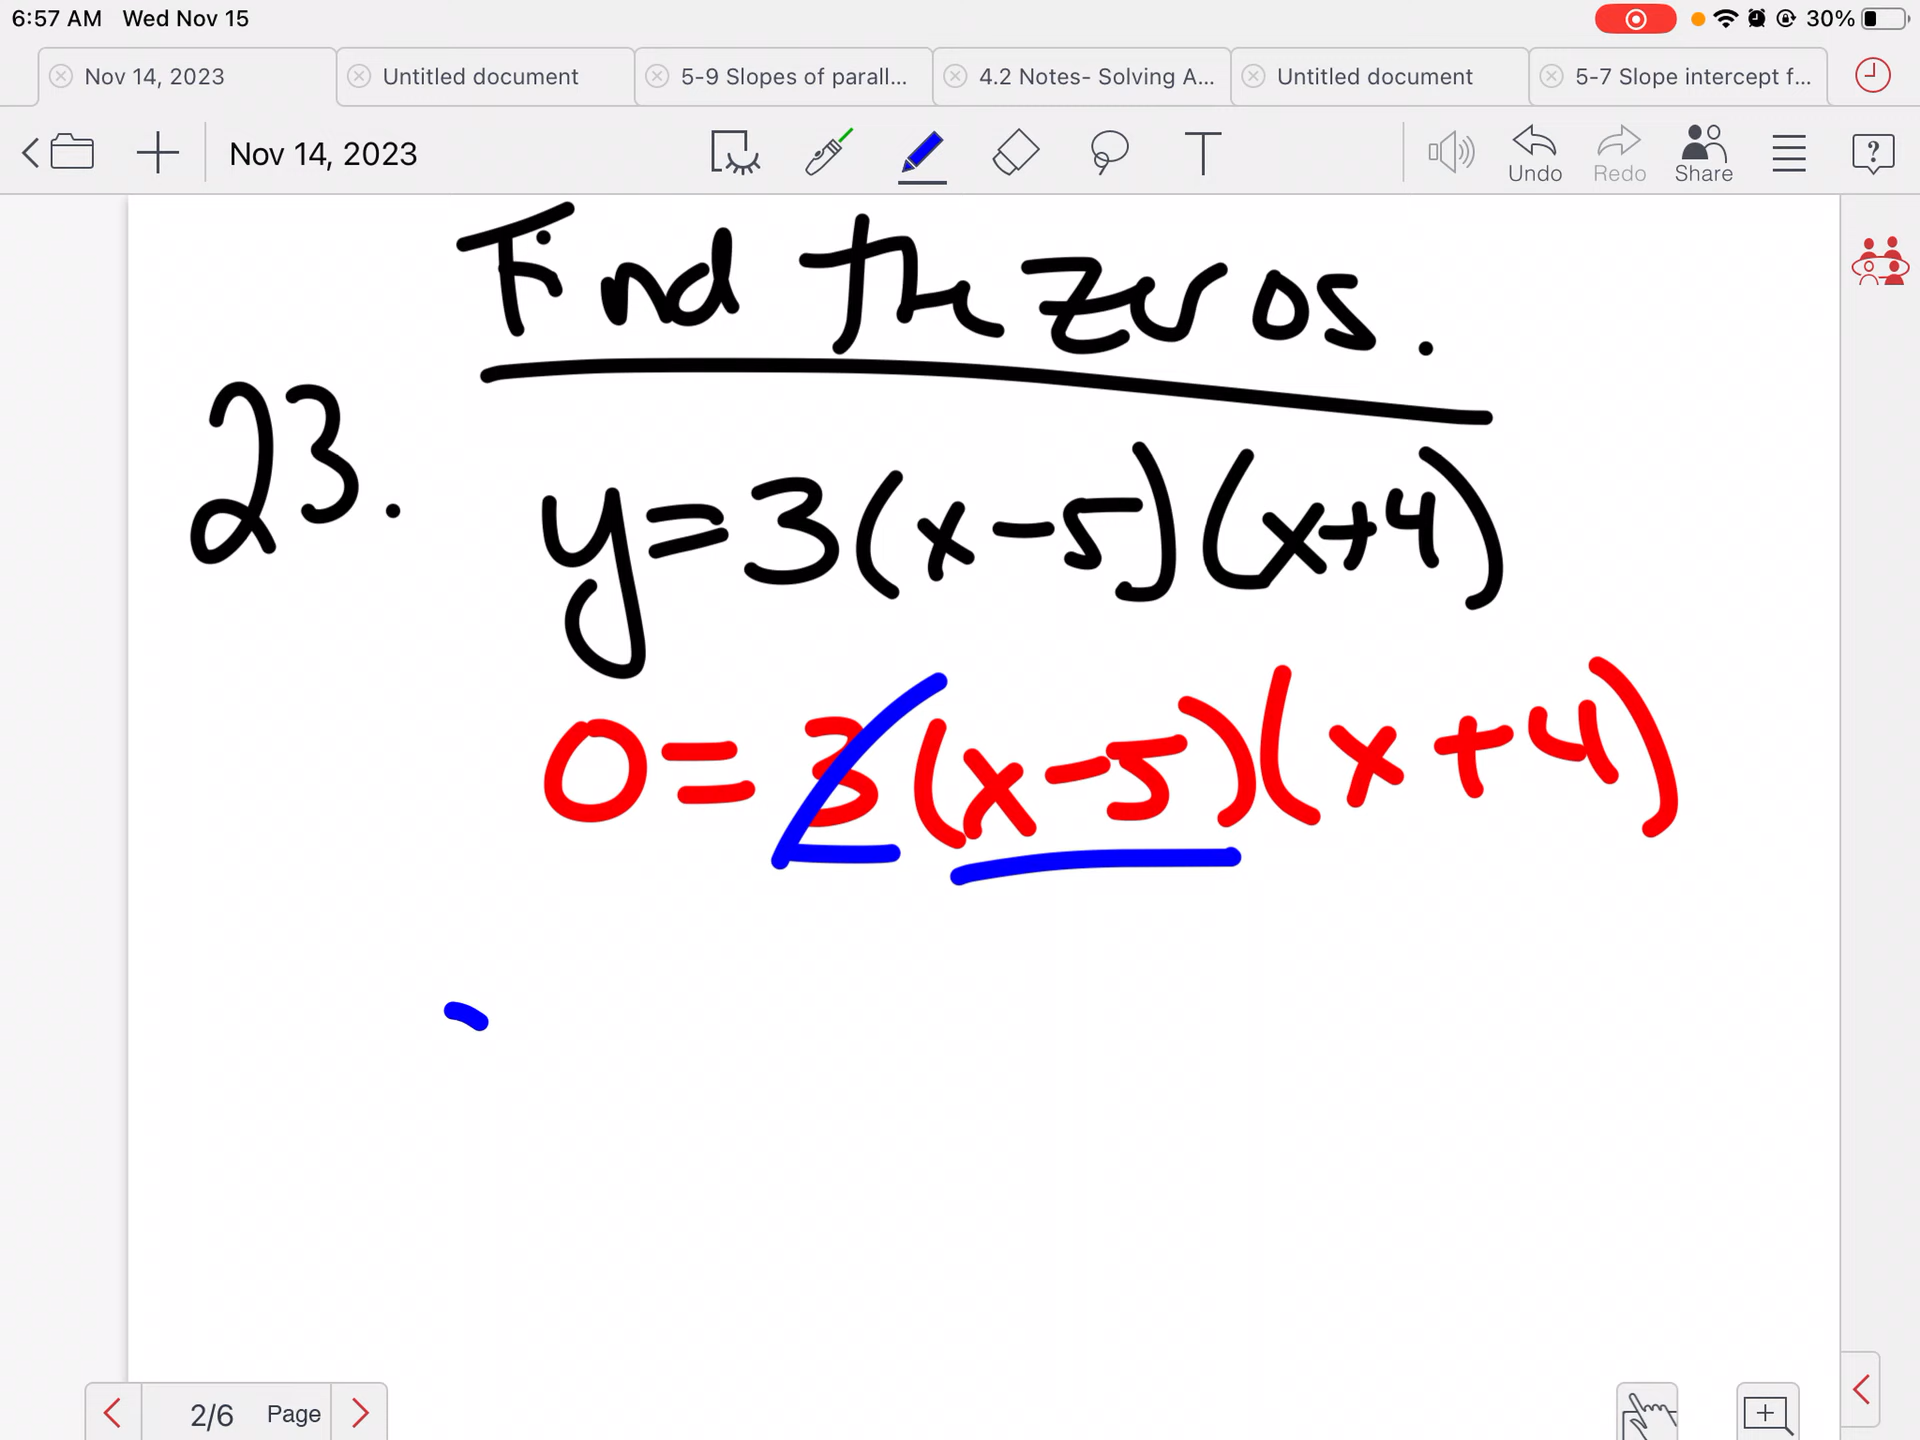 6:57 AM Wed Nov 15 30%
Nov 14, 2023 Untitled document 5-9 Slopes of parall... 4.2 Notes- Solving A... Untitled document 5-7 Slope intercept f...
Nov 14, 2023 T Undo Redo Share ?
Find the zeros.
23.
y=3(x-5)(x+4)
0=3(x-5)(x+4)
2/6 Page